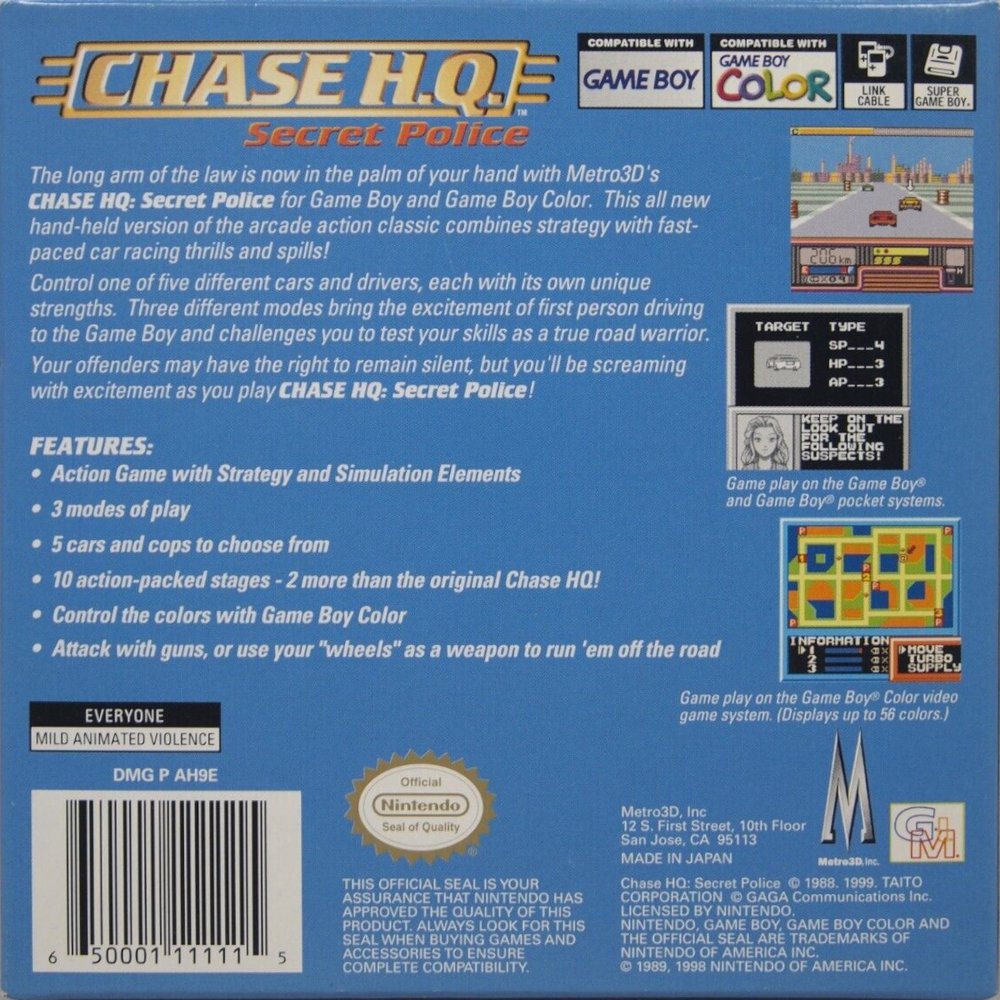 CHASE H.Q.™
Secret Police
COMPATIBLE WITH
GAME BOY
COMPATIBLE WITH
GAME BOY
COLOR
LINK
CABLE
SUPER
GAME BOY®
The long arm of the law is now in the palm of your hand with Metro3D's
CHASE HQ: Secret Police for Game Boy and Game Boy Color. This all new
hand-held version of the arcade action classic combines strategy with fast-
paced car racing thrills and spills!
Control one of five different cars and drivers, each with its own unique
strengths. Three different modes bring the excitement of first person driving
to the Game Boy and challenges you to test your skills as a true road warrior.
Your offenders may have the right to remain silent, but you'll be screaming
with excitement as you play CHASE HQ: Secret Police!
206km
$$$
H
TARGET TYPE
SP___4
HP___3
AP___3
KEEP ON THE
LOOK OUT
FOR THE
FOLLOWING
SUSPECTS!
Game play on the Game Boy®
and Game Boy® pocket systems.
FEATURES:
• Action Game with Strategy and Simulation Elements
• 3 modes of play
• 5 cars and cops to choose from
• 10 action-packed stages - 2 more than the original Chase HQ!
• Control the colors with Game Boy Color
• Attack with guns, or use your "wheels" as a weapon to run 'em off the road
INFORMATION
1
2
3
MOVE
TURBO
SUPPLY
Game play on the Game Boy® Color video
game system. (Displays up to 56 colors.)
EVERYONE
MILD ANIMATED VIOLENCE
DMG P AH9E
6 50001 11111 5
Official
Nintendo
Seal of Quality
®
THIS OFFICIAL SEAL IS YOUR
ASSURANCE THAT NINTENDO HAS
APPROVED THE QUALITY OF THIS
PRODUCT. ALWAYS LOOK FOR THIS
SEAL WHEN BUYING GAMES AND
ACCESSORIES TO ENSURE
COMPLETE COMPATIBILITY.
Metro3D, Inc
12 S. First Street, 10th Floor
San Jose, CA 95113
MADE IN JAPAN
M
Metro3D, Inc.
Chase HQ: Secret Police © 1988. 1999. TAITO
CORPORATION © GAGA Communications Inc.
LICENSED BY NINTENDO.
NINTENDO, GAME BOY, GAME BOY COLOR AND
THE OFFICIAL SEAL ARE TRADEMARKS OF
NINTENDO OF AMERICA INC.
© 1989, 1998 NINTENDO OF AMERICA INC.